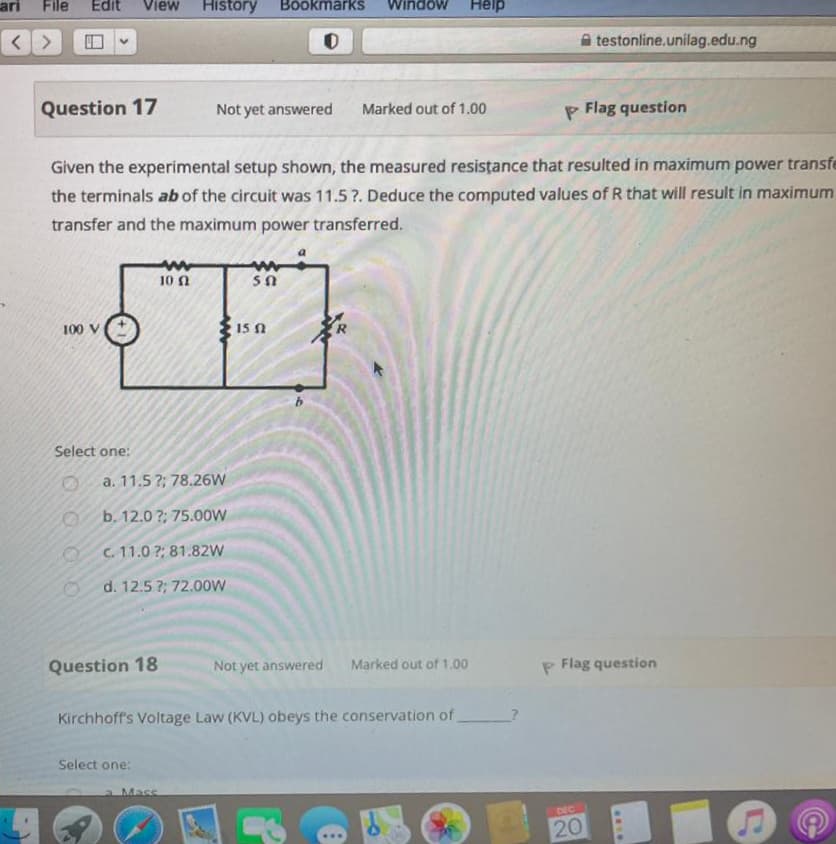 ari File Edit View History Bookmarks Window Help
testonline.unilag.edu.ng
Question 17 Not yet answered Marked out of 1.00 Flag question
Given the experimental setup shown, the measured resistance that resulted in maximum power transfe
the terminals ab of the circuit was 11.5 ?. Deduce the computed values of R that will result in maximum
transfer and the maximum power transferred.
a
10 Ω 5 Ω
100 V + 15 Ω R
b
Select one:
a. 11.5 ?; 78.26W
b. 12.0 ?; 75.00W
c. 11.0 ?; 81.82W
d. 12.5 ?; 72.00W
Question 18 Not yet answered Marked out of 1.00 Flag question
Kirchhoff's Voltage Law (KVL) obeys the conservation of ______?
Select one:
a. Mass
DEC
20